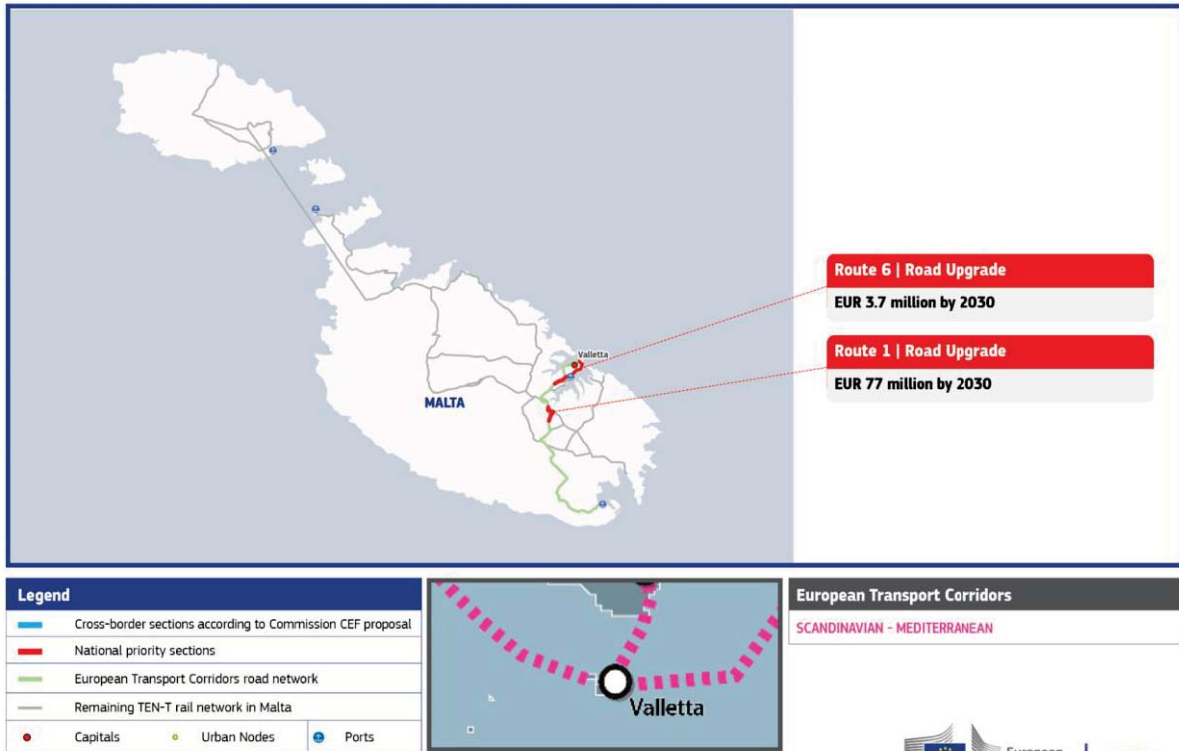 Valletta
MALTA
Route 6 | Road Upgrade
EUR 3.7 million by 2030
Route 1 | Road Upgrade
EUR 77 million by 2030
Legend
Cross-border sections according to Commission CEF proposal
National priority sections
European Transport Corridors road network
Remaining TEN-T rail network in Malta
Capitals
Urban Nodes
Ports
Valletta
European Transport Corridors
SCANDINAVIAN - MEDITERRANEAN